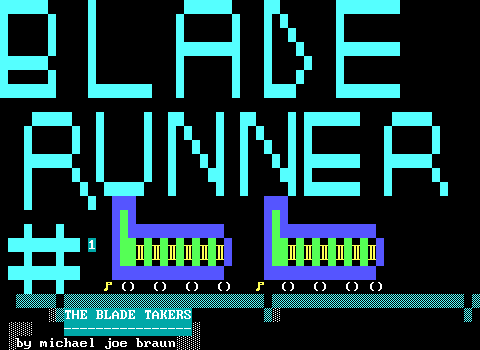 BLADE
RUNNER
# 1
THE BLADE TAKERS
by michael joe braun